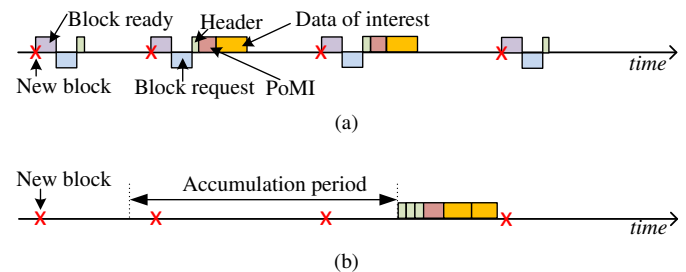 Block ready
Header
Data of interest
New block
Block request
PoMI
time
(a)
New block
Accumulation period
time
(b)